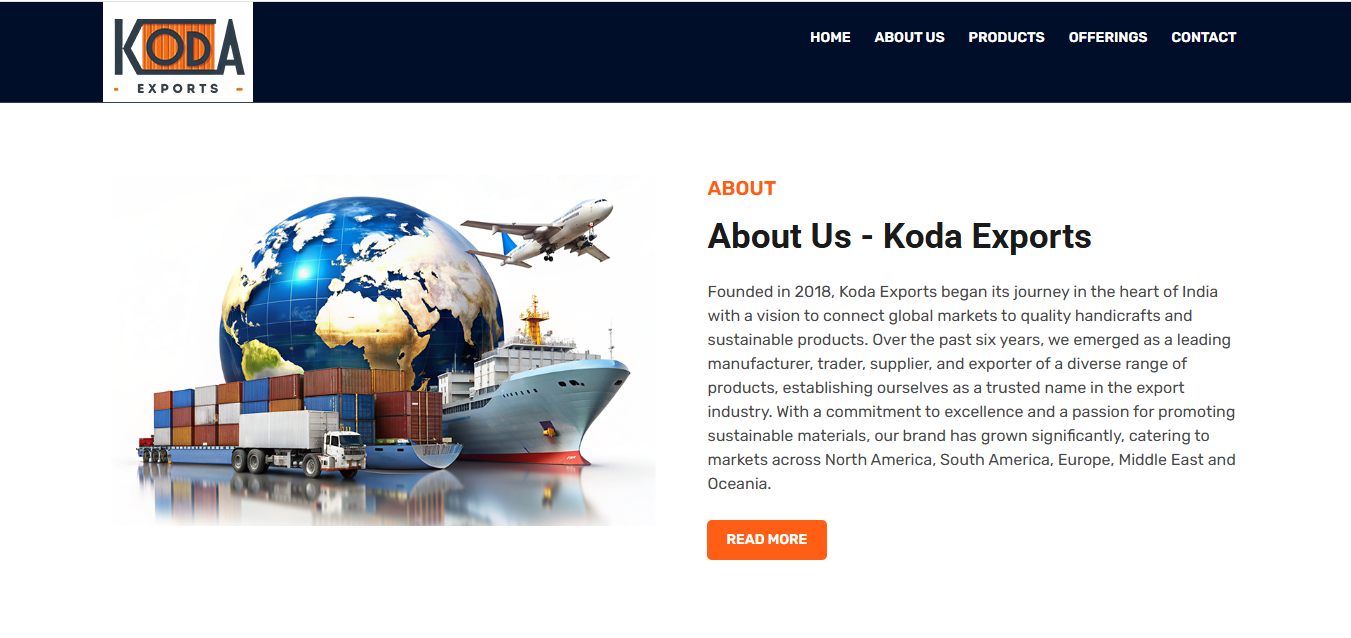 KODA
- EXPORTS -
HOME ABOUT US PRODUCTS OFFERINGS CONTACT
ABOUT
About Us - Koda Exports
Founded in 2018, Koda Exports began its journey in the heart of India
with a vision to connect global markets to quality handicrafts and
sustainable products. Over the past six years, we emerged as a leading
manufacturer, trader, supplier, and exporter of a diverse range of
products, establishing ourselves as a trusted name in the export
industry. With a commitment to excellence and a passion for promoting
sustainable materials, our brand has grown significantly, catering to
markets across North America, South America, Europe, Middle East and
Oceania.
READ MORE